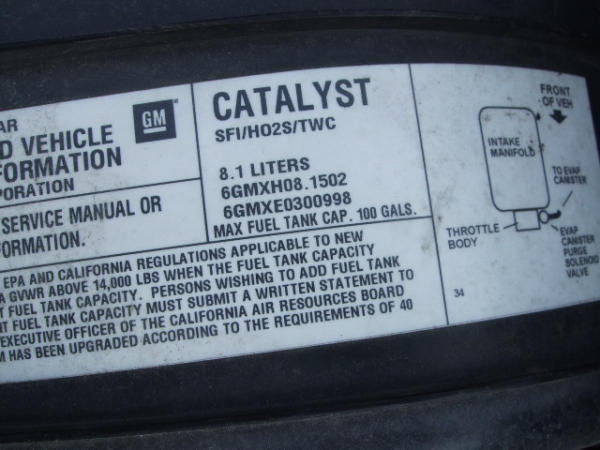 AR
D VEHICLE
FORMATION
PORATION
SERVICE MANUAL OR
FORMATION.
GM
CATALYST
SFI/HO2S/TWC
8.1 LITERS
6GMXH08.1502
6GMXE0300998
MAX FUEL TANK CAP. 100 GALS.
EPA AND CALIFORNIA REGULATIONS APPLICABLE TO NEW
A GVWR ABOVE 14,000 LBS WHEN THE FUEL TANK CAPACITY
T FUEL TANK CAPACITY. PERSONS WISHING TO ADD FUEL TANK
NT FUEL TANK CAPACITY MUST SUBMIT A WRITTEN STATEMENT TO
EXECUTIVE OFFICER OF THE CALIFORNIA AIR RESOURCES BOARD
M HAS BEEN UPGRADED ACCORDING TO THE REQUIREMENTS OF 40
FRONT
OF VEH
INTAKE
MANIFOLD
TO EVAP
CANISTER
THROTTLE
BODY
EVAP
CANISTER
PURGE
SOLENOID
VALVE
34